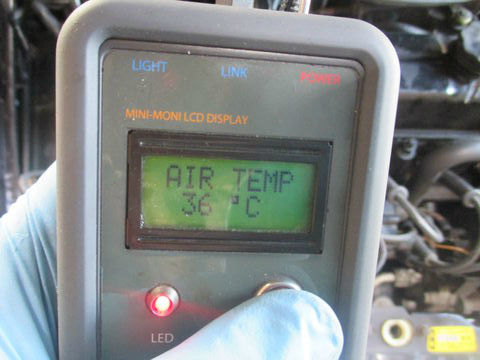 LIGHT LINK POWER
MINI-MONI LCD DISPLAY
AIR TEMP
36 °C
LED